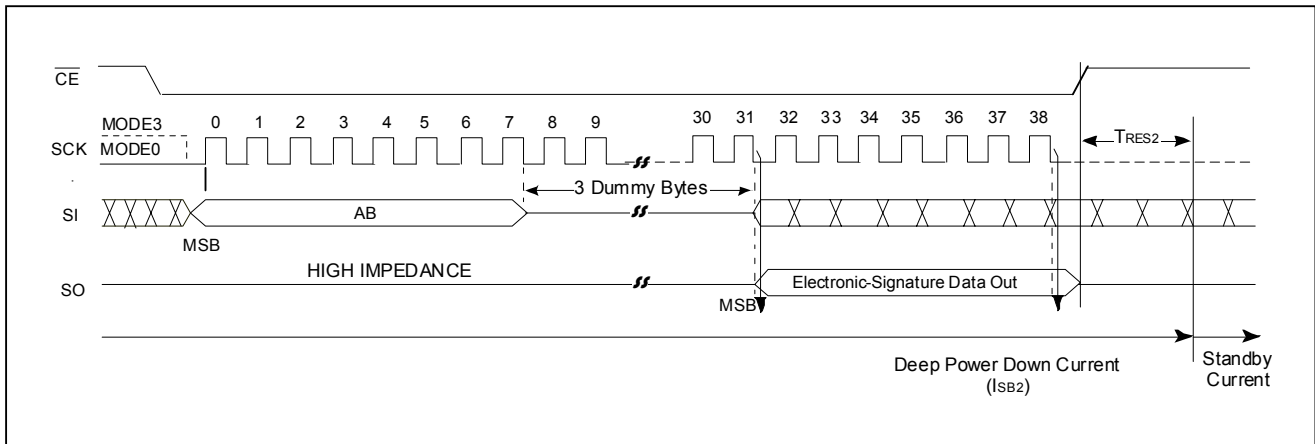 CE
MODE3
MODE0
SCK
0 1 2 3 4 5 6 7 8 9 30 31 32 33 34 35 36 37 38
TRES2
3 Dummy Bytes
SI
AB
MSB
HIGH IMPEDANCE
SO
Electronic-Signature Data Out
MSB
Deep Power Down Current
(ISB2)
Standby
Current